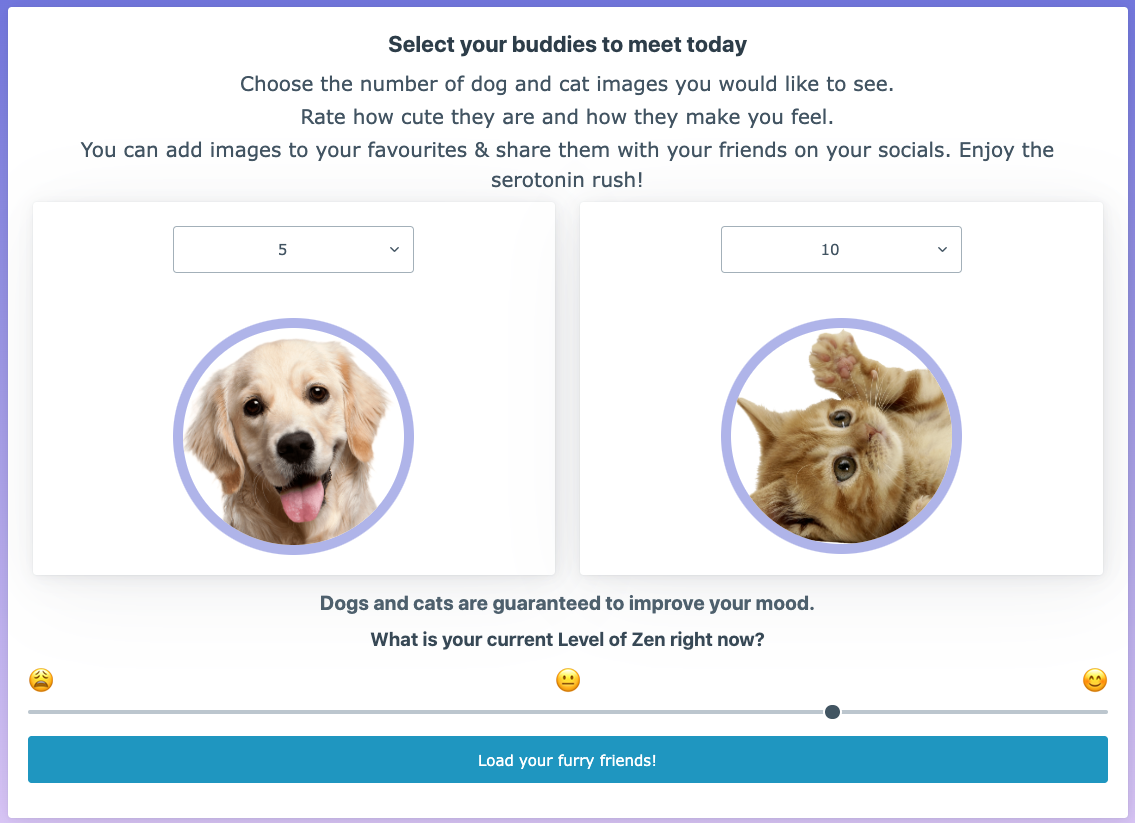 Select your buddies to meet today
Choose the number of dog and cat images you would like to see.
Rate how cute they are and how they make you feel.
You can add images to your favourites & share them with your friends on your socials. Enjoy the
serotonin rush!
5
10
Dogs and cats are guaranteed to improve your mood.
What is your current Level of Zen right now?
Load your furry friends!